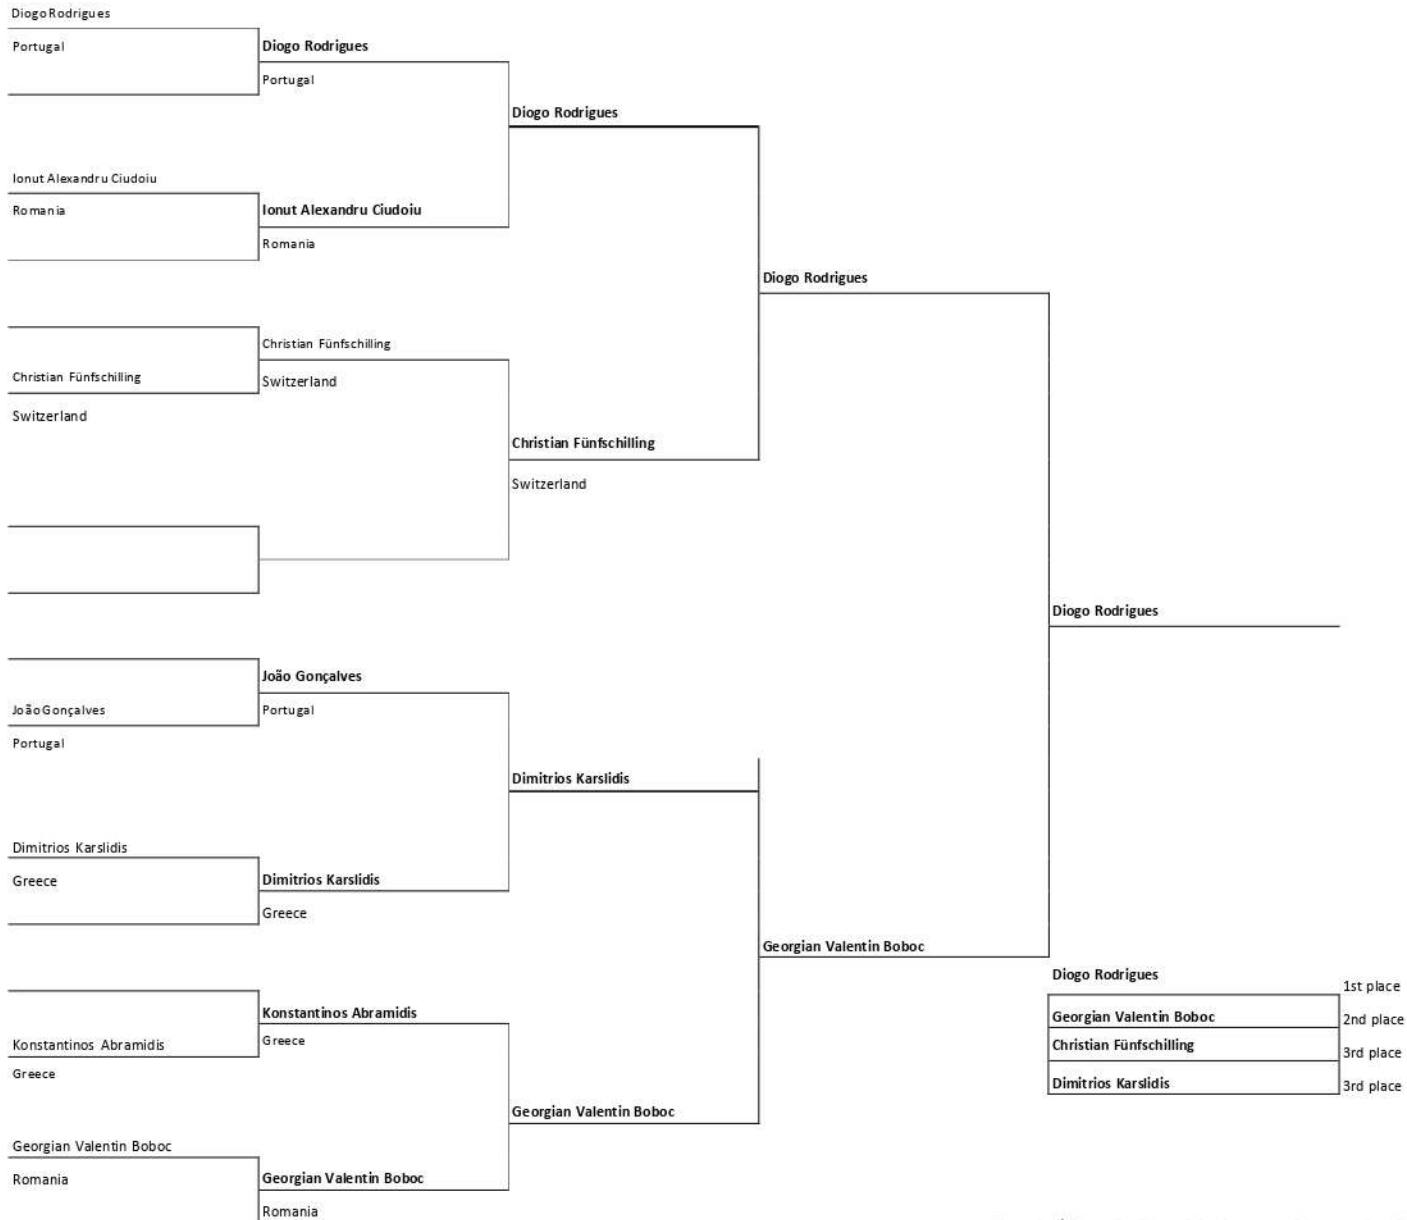 Diogo Rodrigues
Portugal
Diogo Rodrigues
Portugal
Diogo Rodrigues
Ionut Alexandru Ciudoiu
Romania
Ionut Alexandru Ciudoiu
Romania
Diogo Rodrigues
Christian Fünfschilling
Switzerland
Christian Fünfschilling
Switzerland
Christian Fünfschilling
Switzerland
Diogo Rodrigues
João Gonçalves
Portugal
João Gonçalves
Portugal
Dimitrios Karslidis
Dimitrios Karslidis
Greece
Dimitrios Karslidis
Greece
Georgian Valentin Boboc
Konstantinos Abramidis
Greece
Konstantinos Abramidis
Greece
Georgian Valentin Boboc
Georgian Valentin Boboc
Romania
Georgian Valentin Boboc
Romania
Diogo Rodrigues 1st place
Georgian Valentin Boboc 2nd place
Christian Fünfschilling 3rd place
Dimitrios Karslidis 3rd place